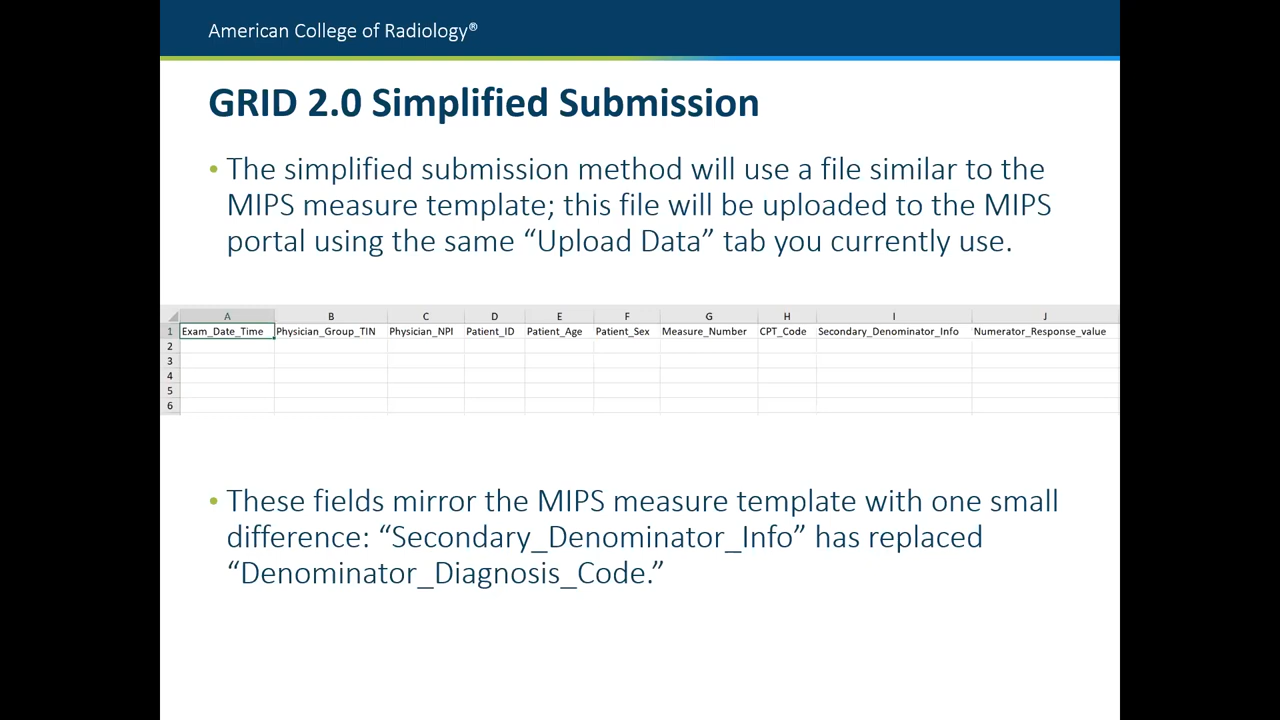 American College of Radiology®
GRID 2.0 Simplified Submission
• The simplified submission method will use a file similar to the
MIPS measure template; this file will be uploaded to the MIPS
portal using the same “Upload Data” tab you currently use.
A B C D E F G H I J
1 Exam_Date_Time Physician_Group_TIN Physician_NPI Patient_ID Patient_Age Patient_Sex Measure_Number CPT_Code Secondary_Denominator_Info Numerator_Response_value
2
3
4
5
6
• These fields mirror the MIPS measure template with one small
difference: “Secondary_Denominator_Info” has replaced
“Denominator_Diagnosis_Code.”